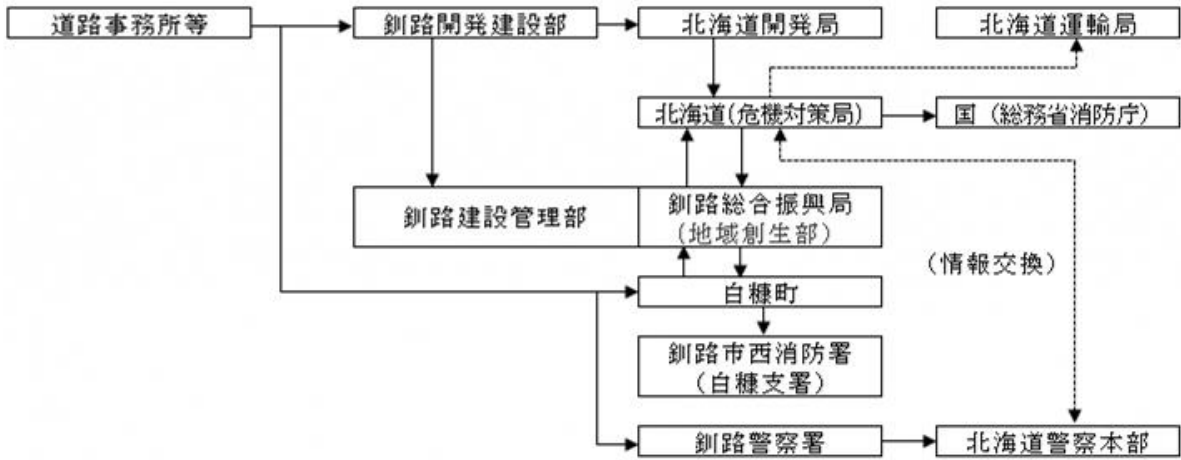 道路事務所等
釧路開発建設部
北海道開発局
北海道運輸局
北海道(危機対策局)
国(総務省消防庁)
釧路建設管理部
釧路総合振興局
(地域創生部)
(情報交換)
白糠町
釧路市西消防署
(白糠支署)
釧路警察署
北海道警察本部